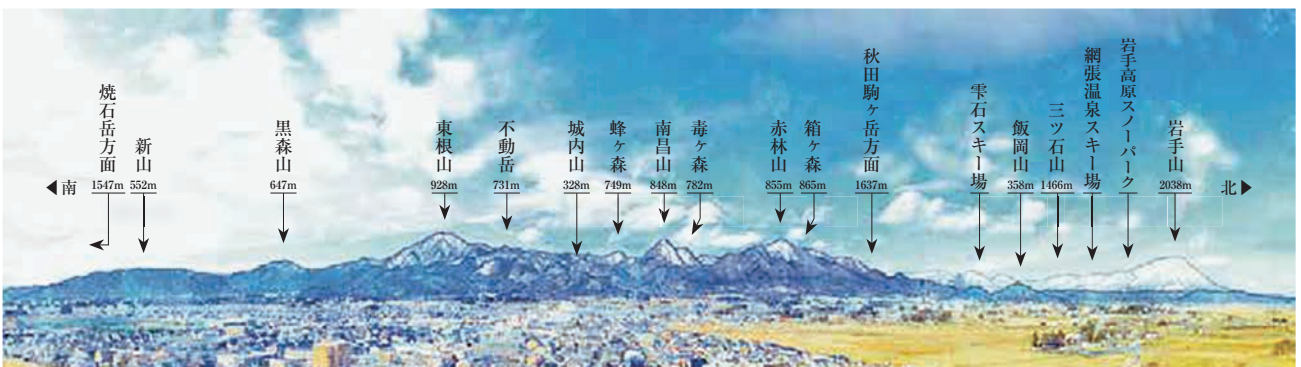 ◀南
焼石岳方面
1547m
新山
552m
黒森山
647m
東根山
928m
不動岳
731m
城内山
328m
蜂ヶ森
749m
南昌山
848m
毒ヶ森
782m
赤林山
855m
箱ヶ森
865m
秋田駒ヶ岳方面
1637m
雫石スキー場
飯岡山
358m
三ツ石山
1466m
網張温泉スキー場
岩手高原スノーパーク
岩手山
2038m
北▶